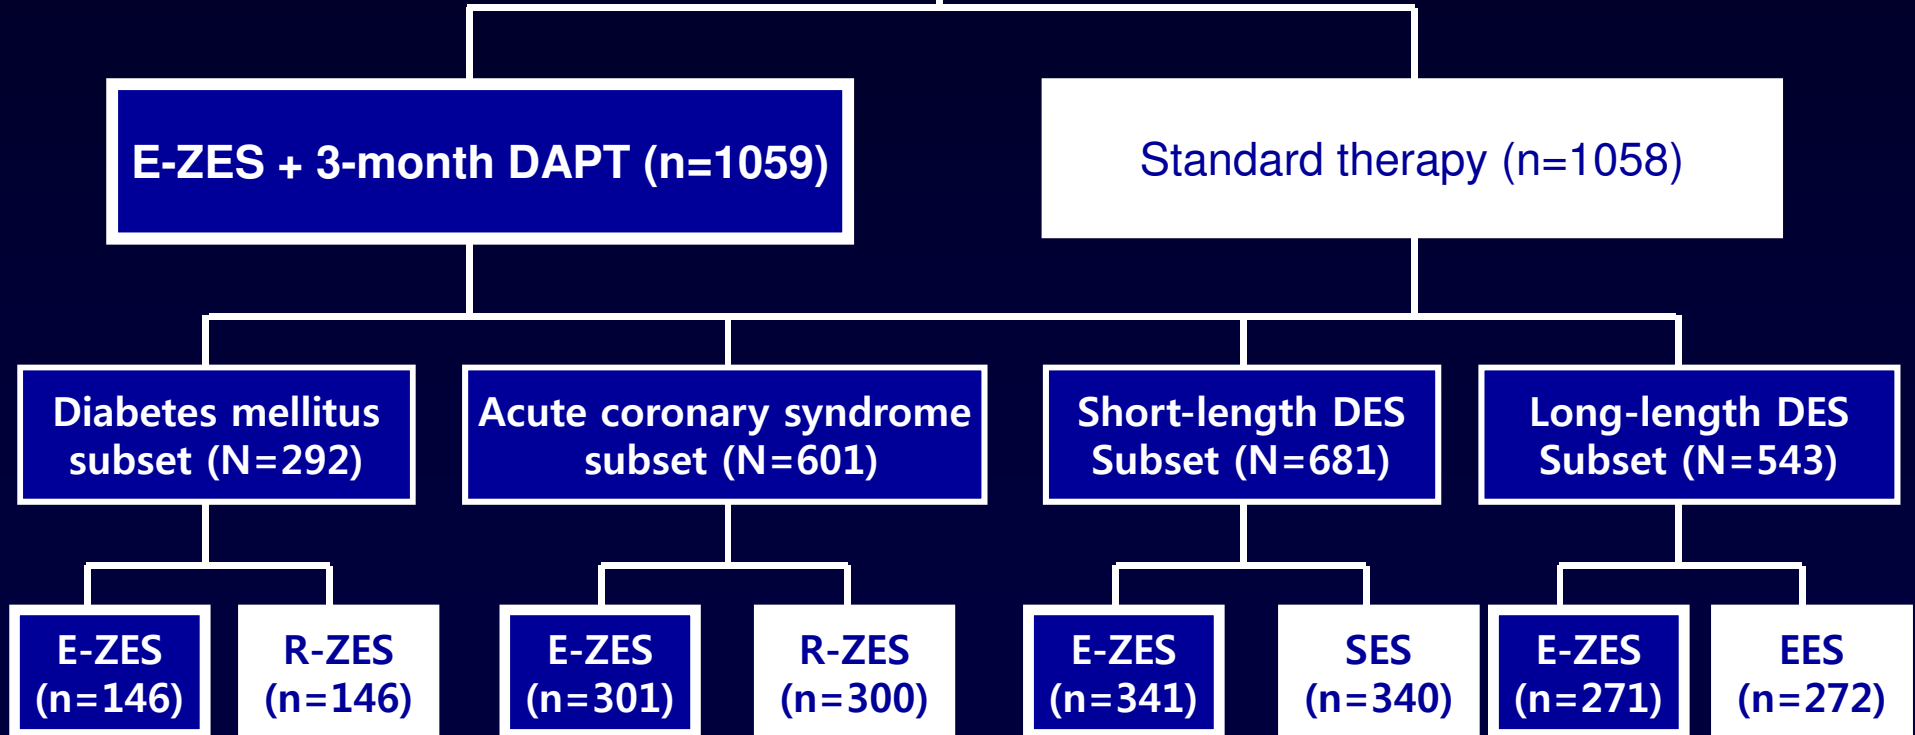 E-ZES + 3-month DAPT (n=1059)
Standard therapy (n=1058)
Diabetes mellitus
subset (N=292)
Acute coronary syndrome
subset (N=601)
Short-length DES
Subset (N=681)
Long-length DES
Subset (N=543)
E-ZES
(n=146)
R-ZES
(n=146)
E-ZES
(n=301)
R-ZES
(n=300)
E-ZES
(n=341)
SES
(n=340)
E-ZES
(n=271)
EES
(n=272)